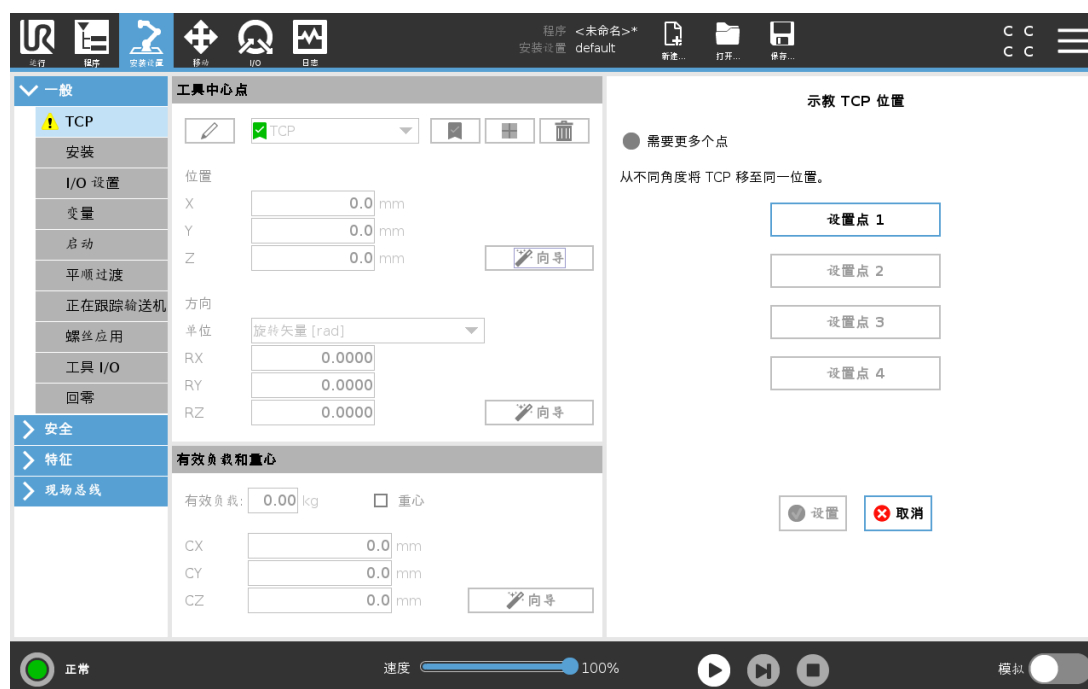 UR
程序 <未命名>*
安装设置 default
C C
C C
运行 程序 安装设置 移动 I/O 日志 新建... 打开... 保存...
一般
TCP
安装
I/O 设置
变量
启动
平顺过渡
正在跟踪输送机
螺丝应用
工具 I/O
回零
安全
特征
现场总线
工具中心点
TCP
位置
X 0.0 mm
Y 0.0 mm
Z 0.0 mm 向导
方向
单位 旋转矢量 [rad]
RX 0.0000
RY 0.0000
RZ 0.0000 向导
有效负载和重心
有效负载: 0.00 kg 重心
CX 0.0 mm
CY 0.0 mm
CZ 0.0 mm 向导
示教 TCP 位置
需要更多个点
从不同角度将 TCP 移至同一位置。
设置点 1
设置点 2
设置点 3
设置点 4
设置 取消
正常 速度 100% 模拟